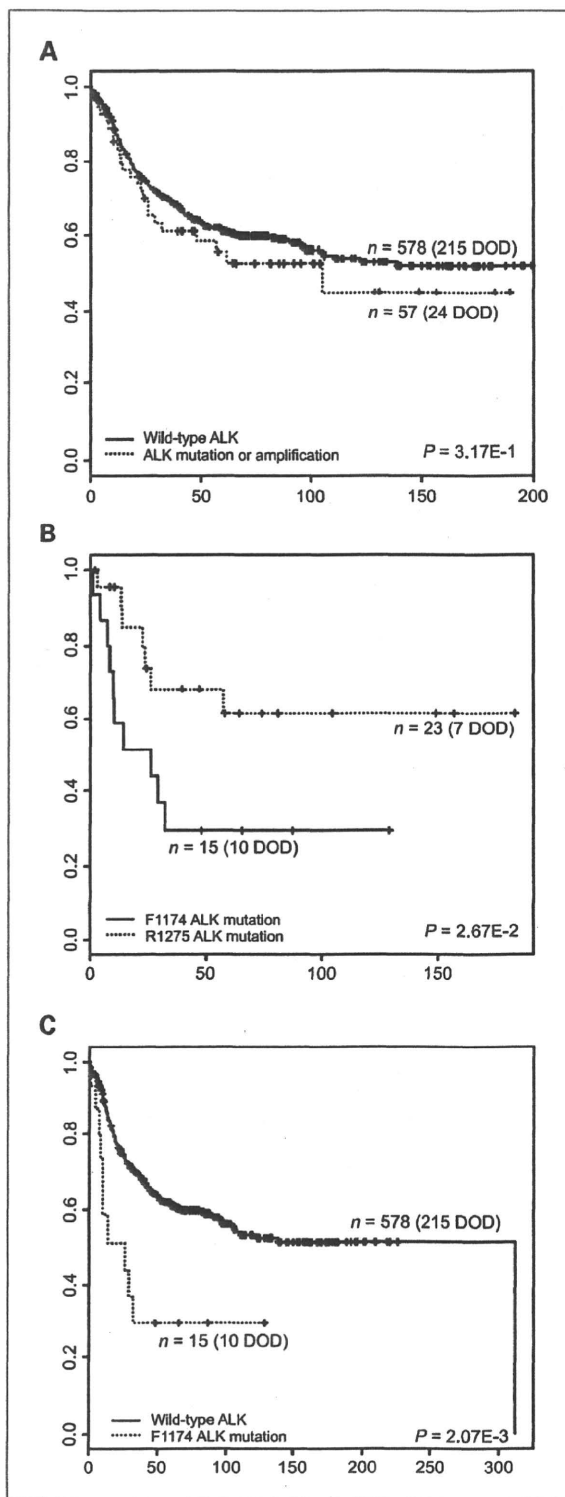 A
1.0
0.8
0.6
0.4
0.2
0.0
n = 578 (215 DOD)
n = 57 (24 DOD)
Wild-type ALK
ALK mutation or amplification
P = 3.17E-1
0 50 100 150 200
B
1.0
0.8
0.6
0.4
0.2
0.0
n = 23 (7 DOD)
n = 15 (10 DOD)
F1174 ALK mutation
R1275 ALK mutation
P = 2.67E-2
0 50 100 150
C
1.0
0.8
0.6
0.4
0.2
0.0
n = 578 (215 DOD)
n = 15 (10 DOD)
Wild-type ALK
F1174 ALK mutation
P = 2.07E-3
0 50 100 150 200 250 300